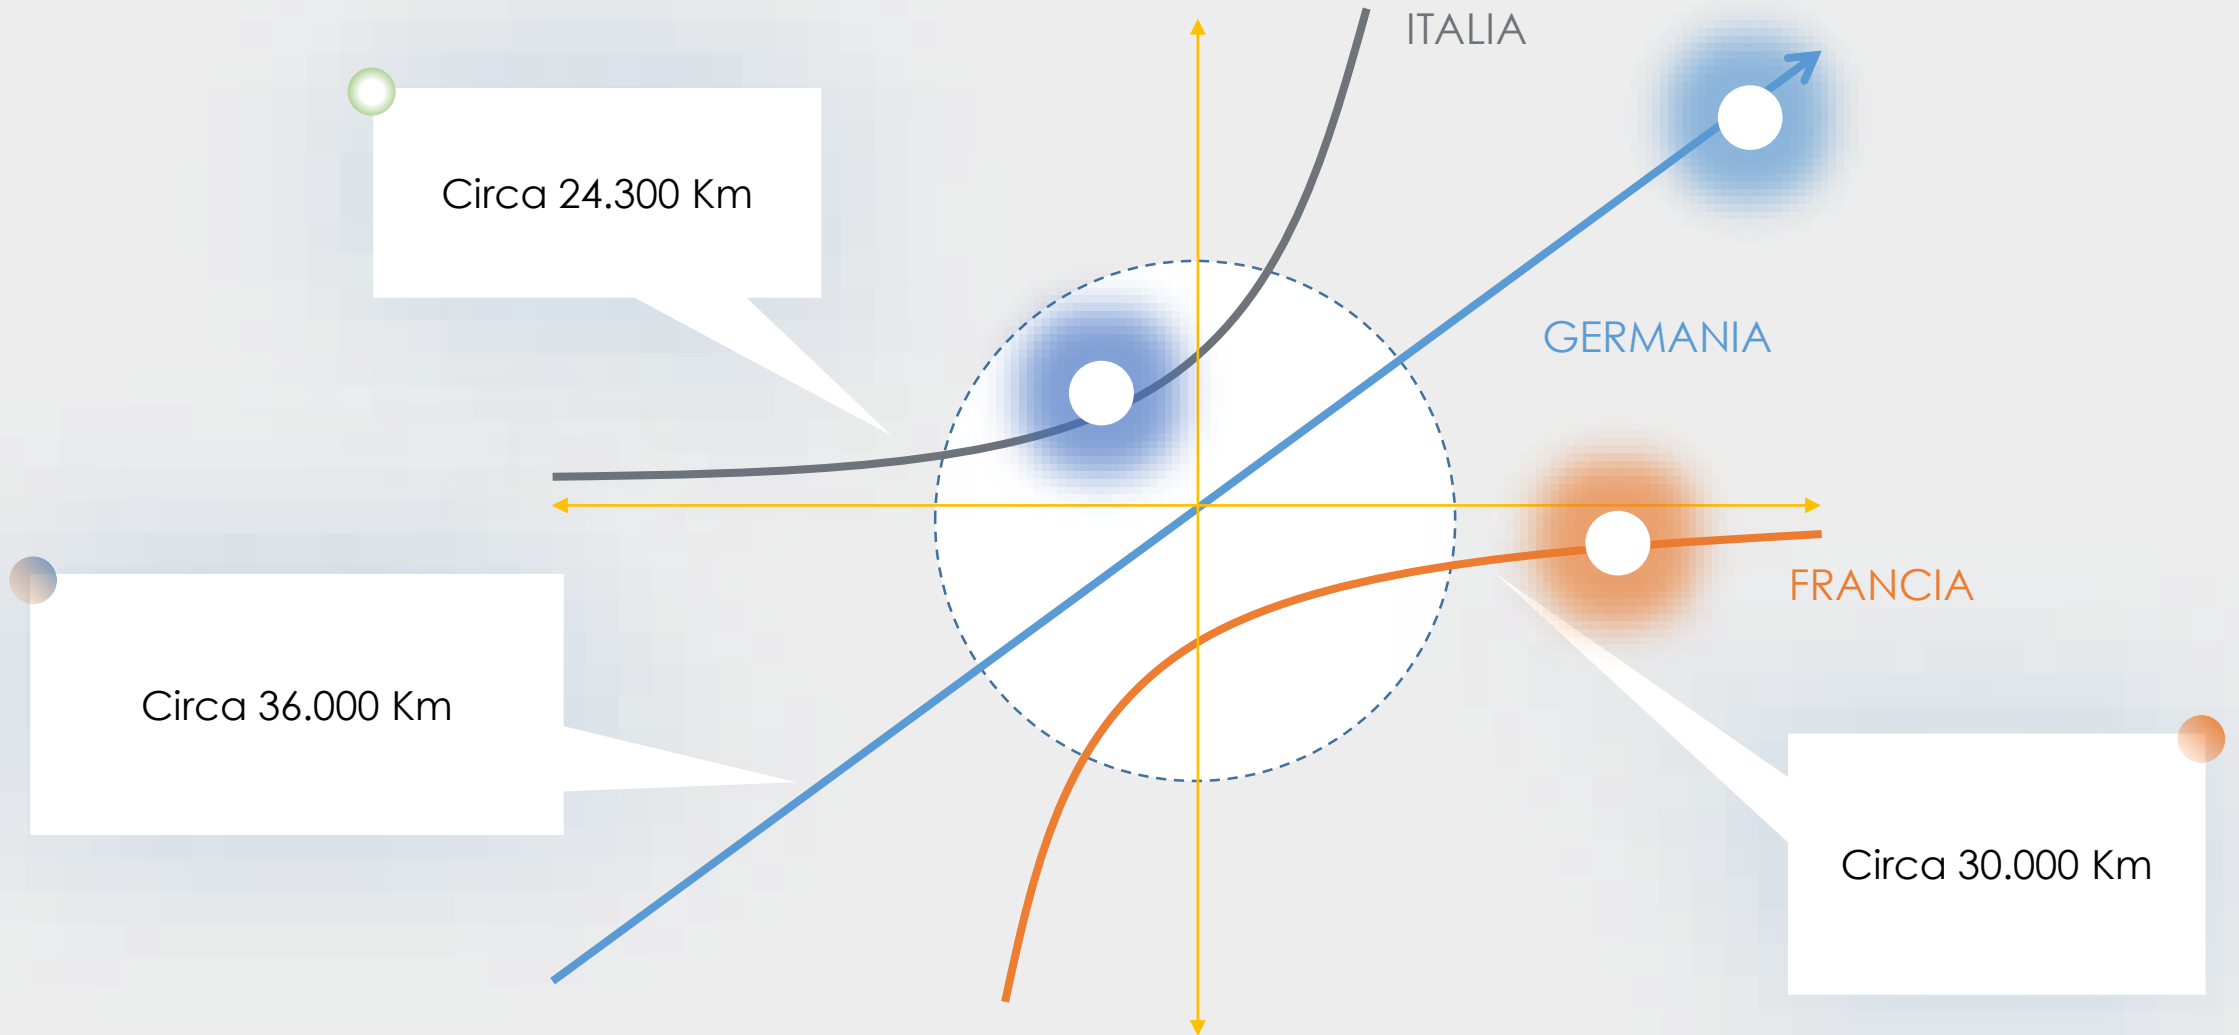 ITALIA
Circa 24.300 Km
GERMANIA
FRANCIA
Circa 36.000 Km
Circa 30.000 Km